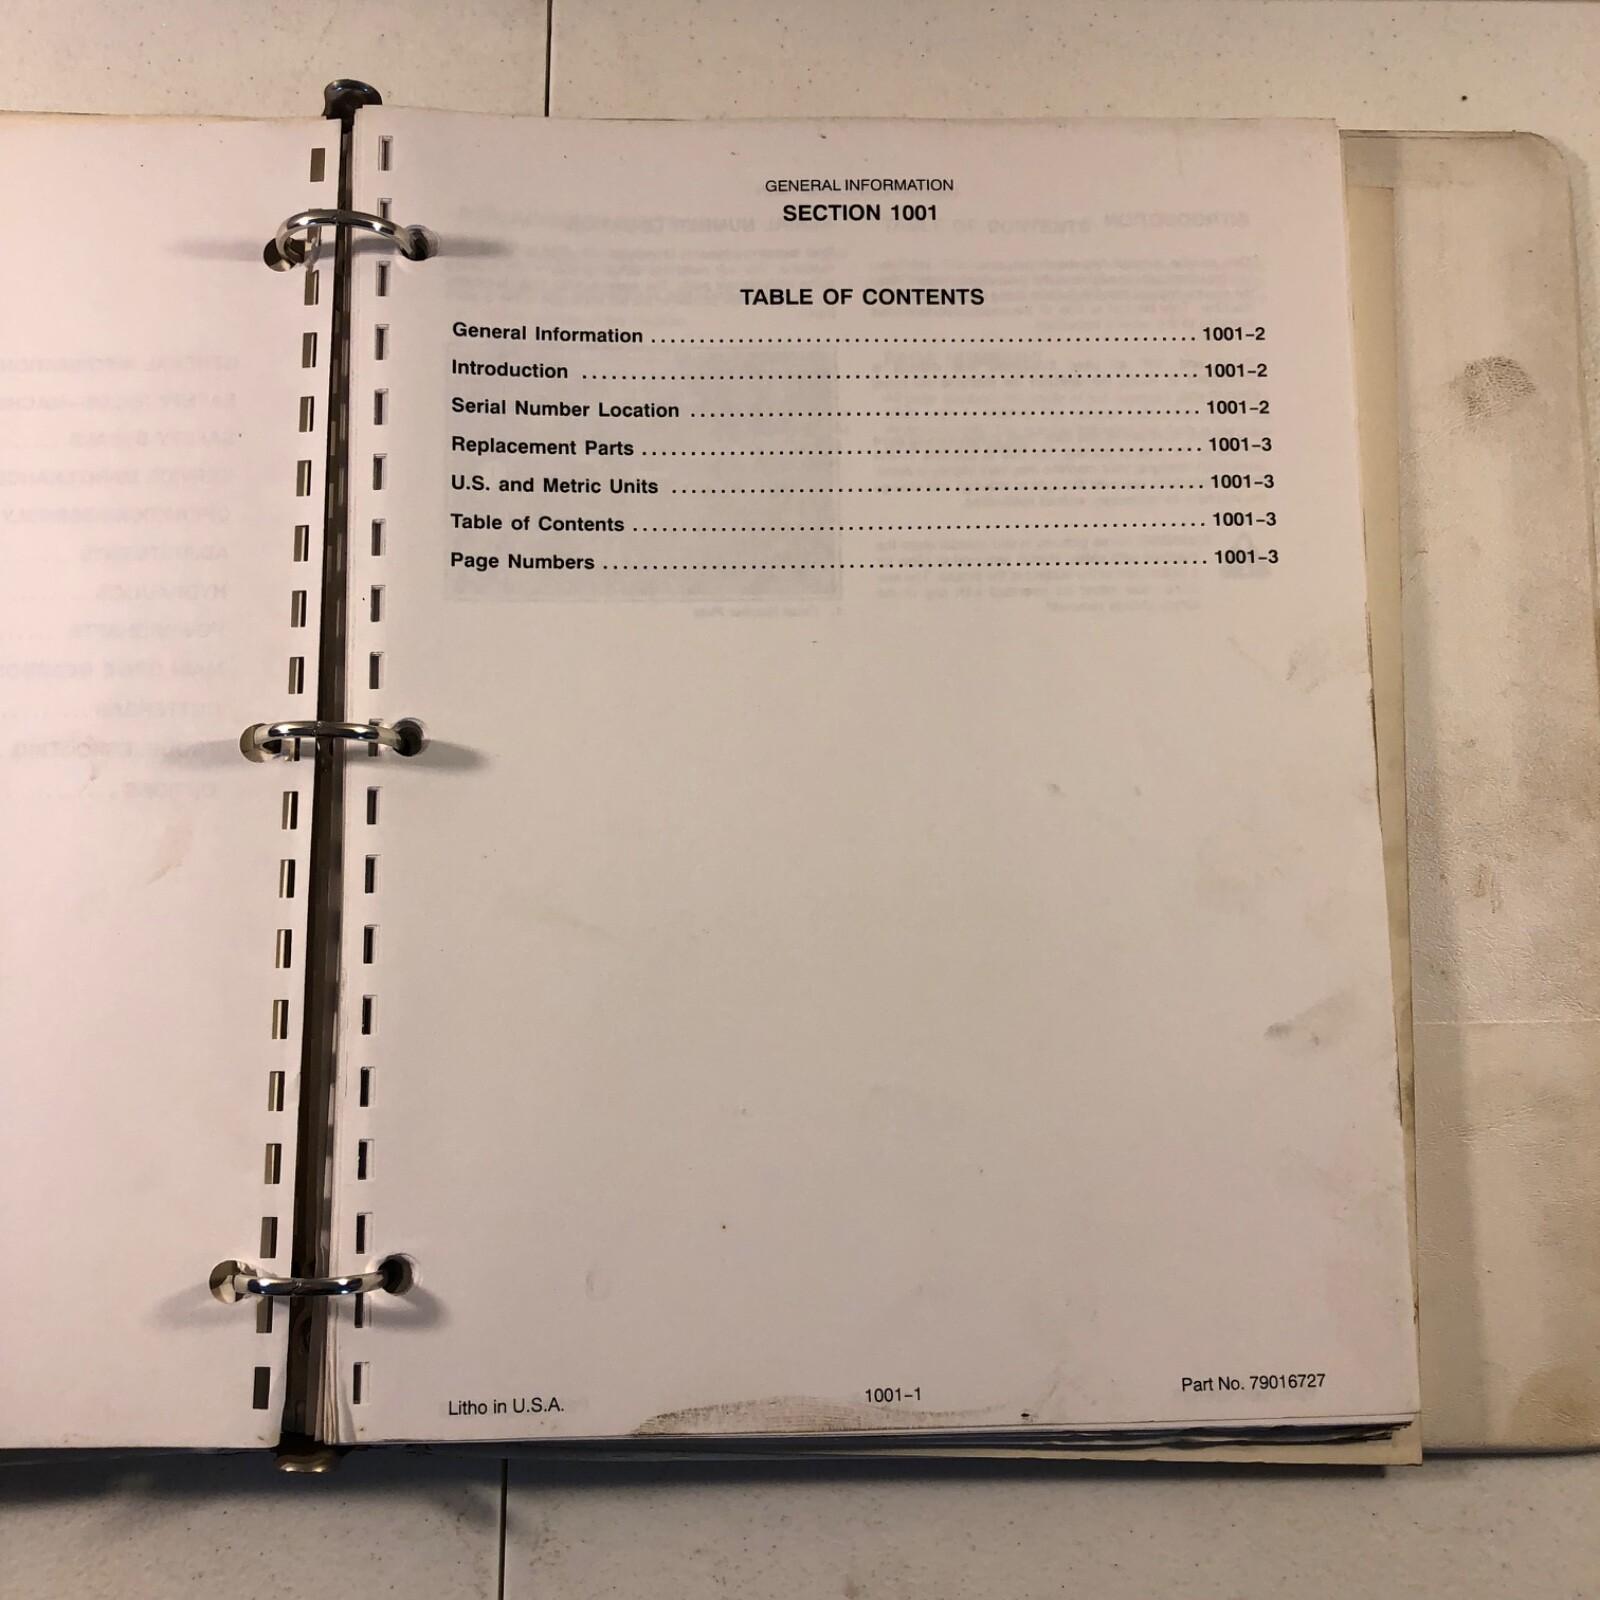 GENERAL INFORMATION
SECTION 1001
TABLE OF CONTENTS
General Information ........................................................ 1001-2
Introduction ............................................................... 1001-2
Serial Number Location .................................................... 1001-2
Replacement Parts ......................................................... 1001-3
U.S. and Metric Units ...................................................... 1001-3
Table of Contents .......................................................... 1001-3
Page Numbers .............................................................. 1001-3
Litho in U.S.A.
1001-1
Part No. 79016727